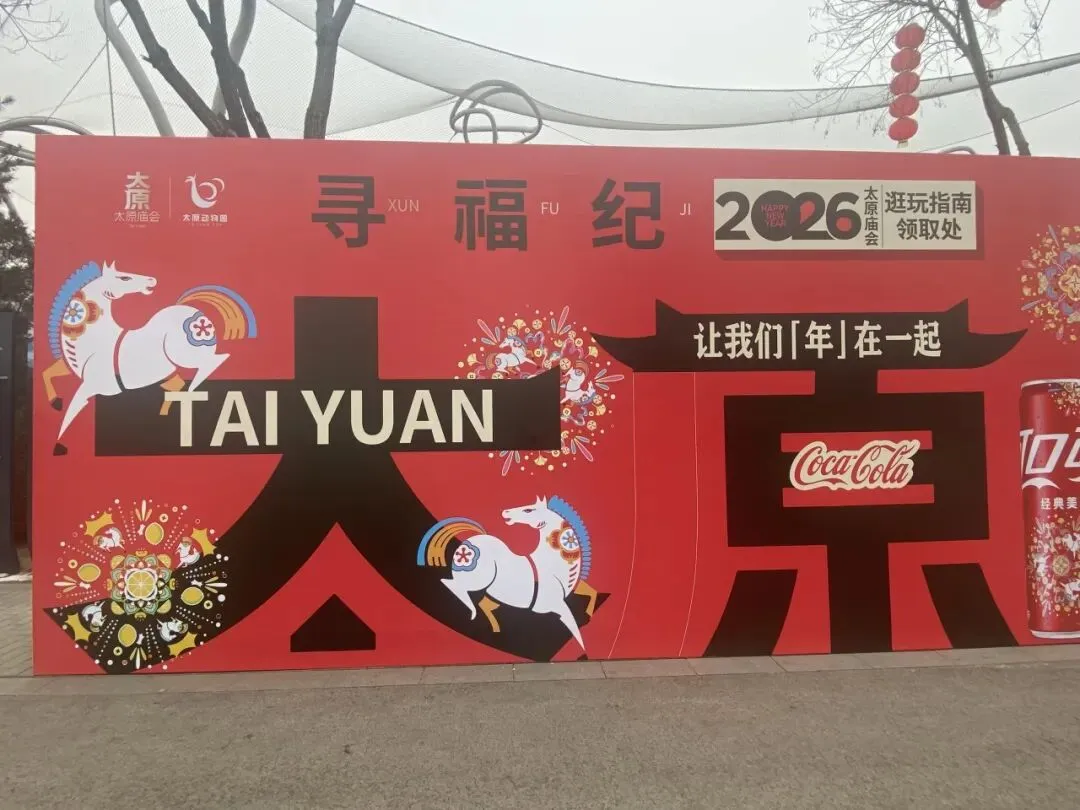 太原
太原庙会
太原动物园
寻 XUN 福 FU 纪 JI
2026
HAPPY
NEW
YEAR
太原
庙会
逛玩指南
领取处
太原
TAI YUAN
让我们「年」在一起
Coca-Cola
经典美